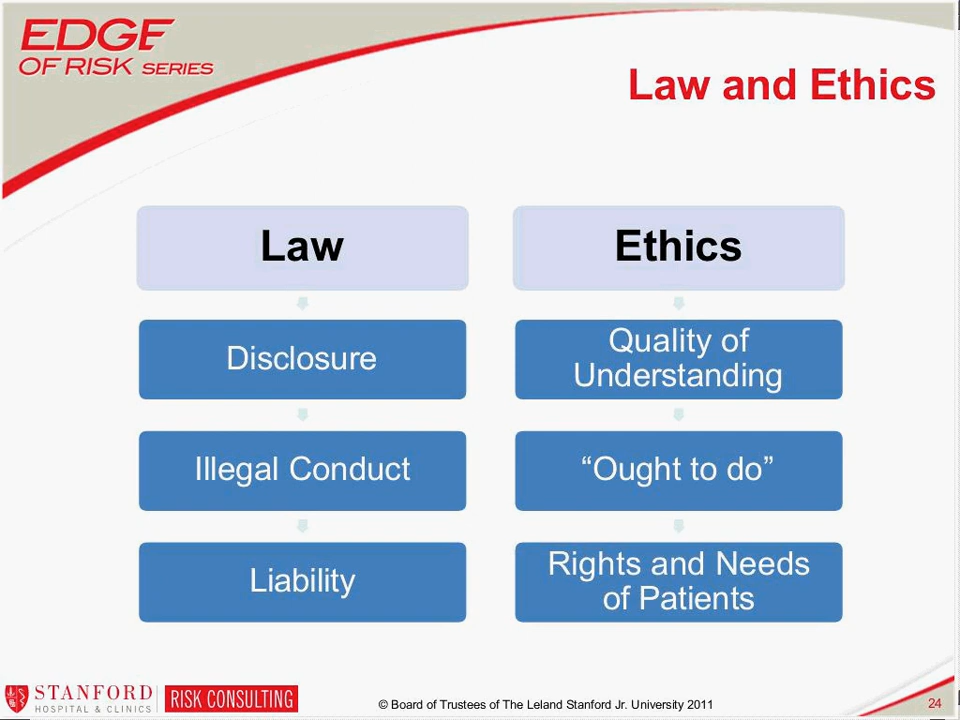 EDGE
OF RISK SERIES
Law and Ethics
Law
Disclosure
Illegal Conduct
Liability
Ethics
Quality of
Understanding
“Ought to do”
Rights and Needs
of Patients
STANFORD
HOSPITAL & CLINICS
RISK CONSULTING
© Board of Trustees of The Leland Stanford Jr. University 2011
24